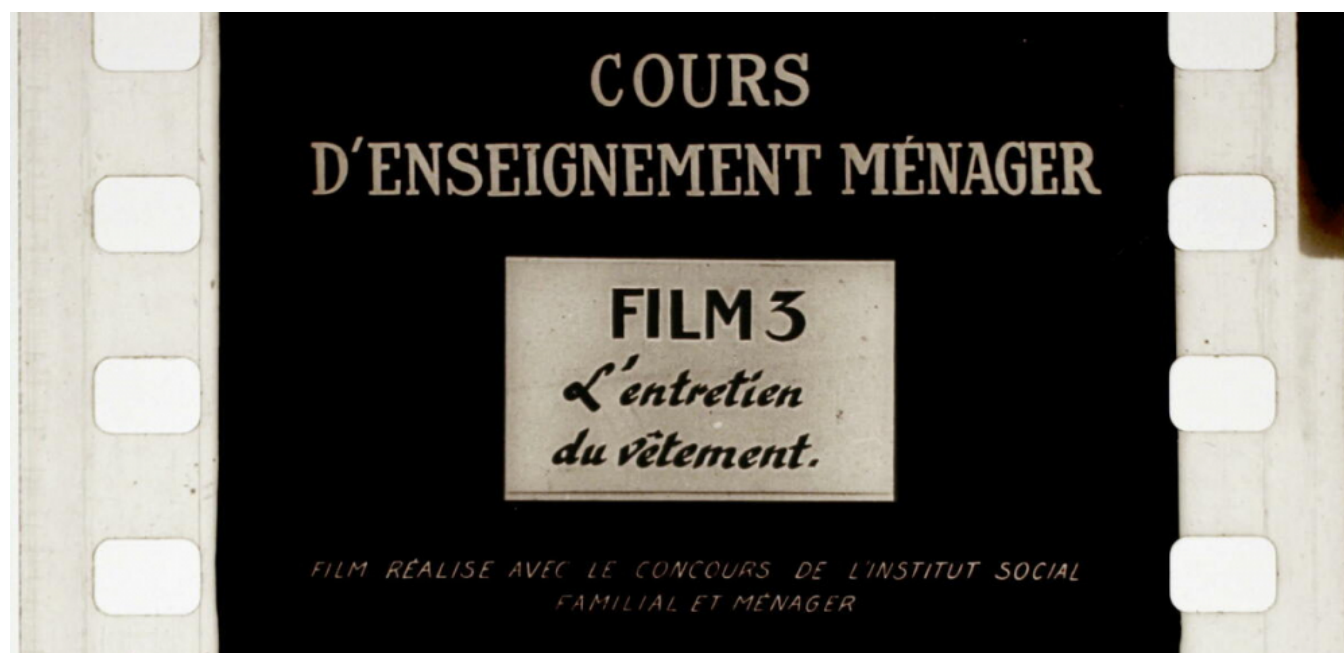 COURS
D'ENSEIGNEMENT MÉNAGER
FILM 3
L'entretien
du vêtement.
FILM RÉALISE AVEC LE CONCOURS DE L'INSTITUT SOCIAL
FAMILIAL ET MÉNAGER